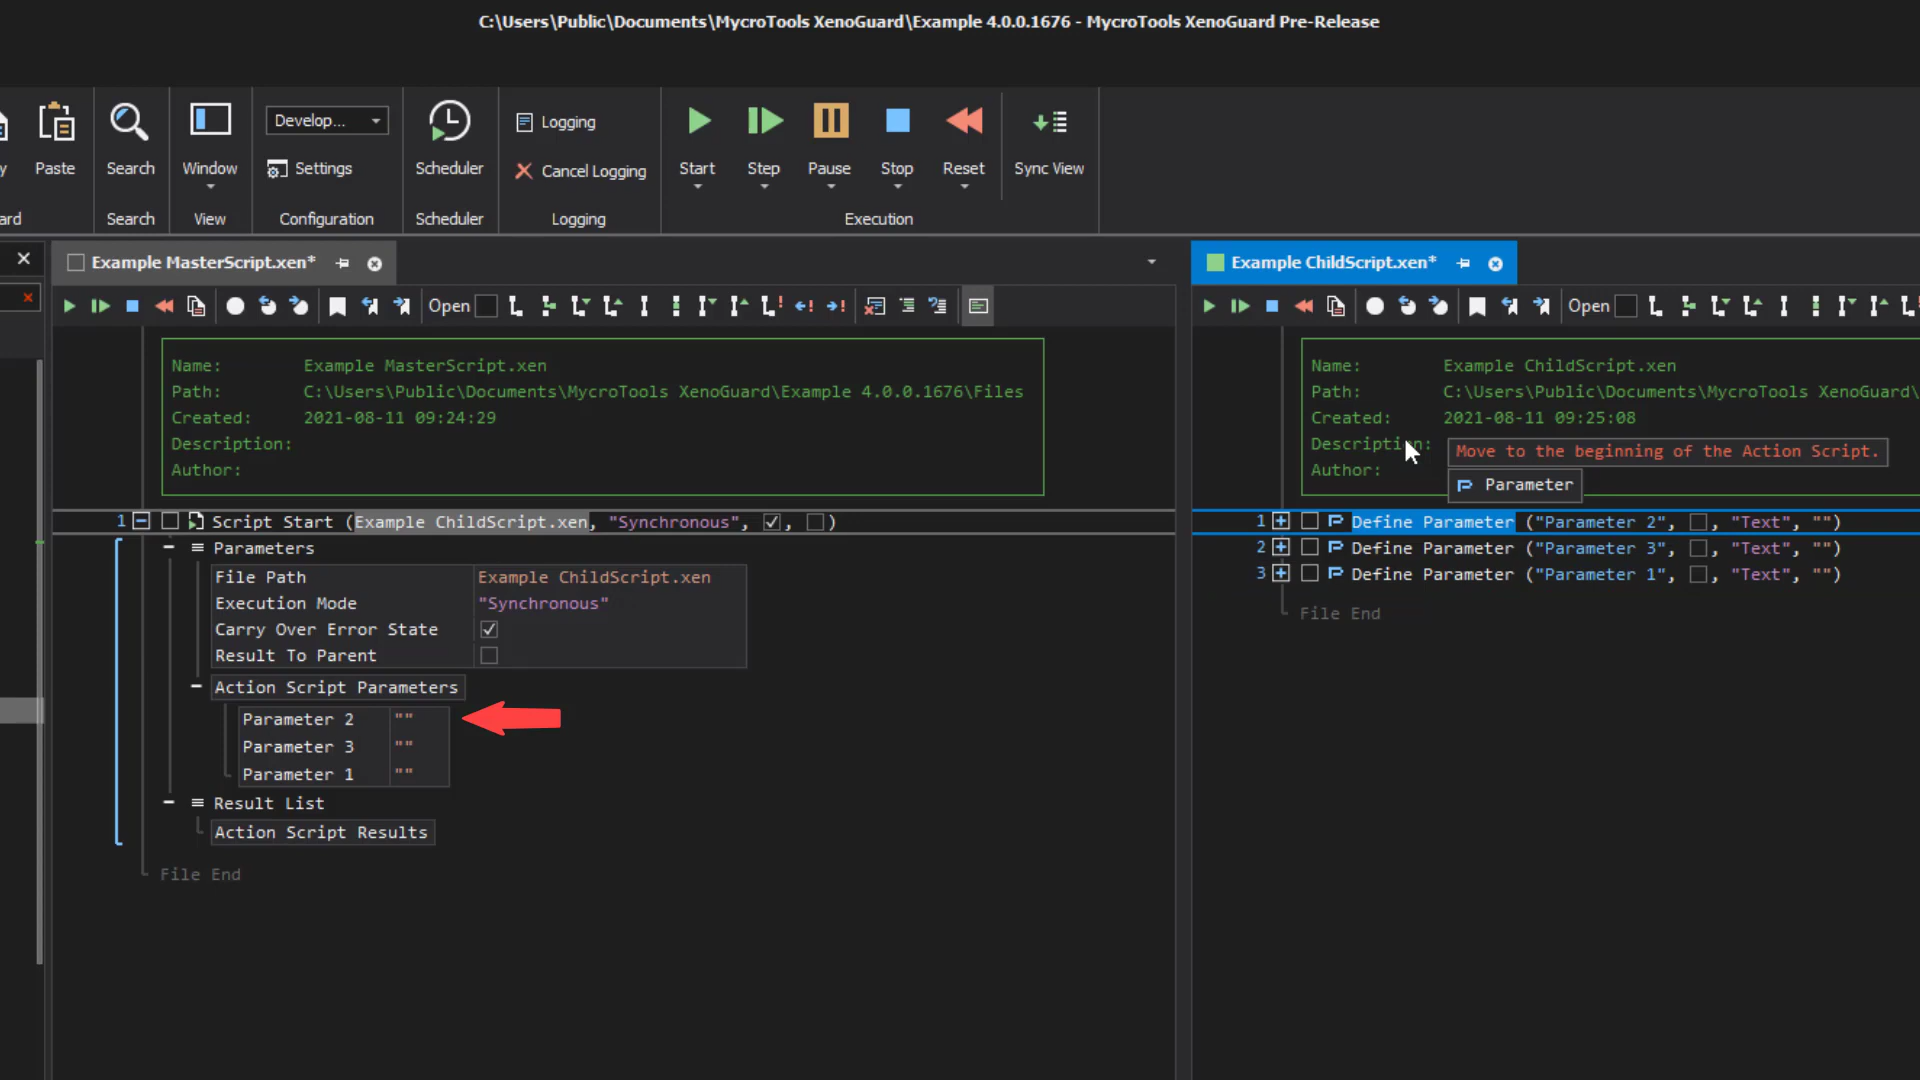 C:\Users\Public\Documents\MycroTools XenoGuard\Example 4.0.0.1676 - MycroTools XenoGuard Pre-Release
y
Paste
Search
Window
Develop...
Settings
Scheduler
Logging
Cancel Logging
Start
Step
Pause
Stop
Reset
Sync View
ard
Search
View
Configuration
Scheduler
Logging
Execution
Example MasterScript.xen*
Open
Name: Example MasterScript.xen
Path: C:\Users\Public\Documents\MycroTools XenoGuard\Example 4.0.0.1676\Files
Created: 2021-08-11 09:24:29
Description:
Author:
1 Script Start (Example ChildScript.xen, "Synchronous", , )
Parameters
File Path Example ChildScript.xen
Execution Mode "Synchronous"
Carry Over Error State
Result To Parent
Action Script Parameters
Parameter 2 ""
Parameter 3 ""
Parameter 1 ""
Result List
Action Script Results
File End
Example ChildScript.xen*
Open
Name: Example ChildScript.xen
Path: C:\Users\Public\Documents\MycroTools XenoGuard\
Created: 2021-08-11 09:25:08
Description:
Author:
Move to the beginning of the Action Script.
Parameter
1 Define Parameter ("Parameter 2", , "Text", "")
2 Define Parameter ("Parameter 3", , "Text", "")
3 Define Parameter ("Parameter 1", , "Text", "")
File End